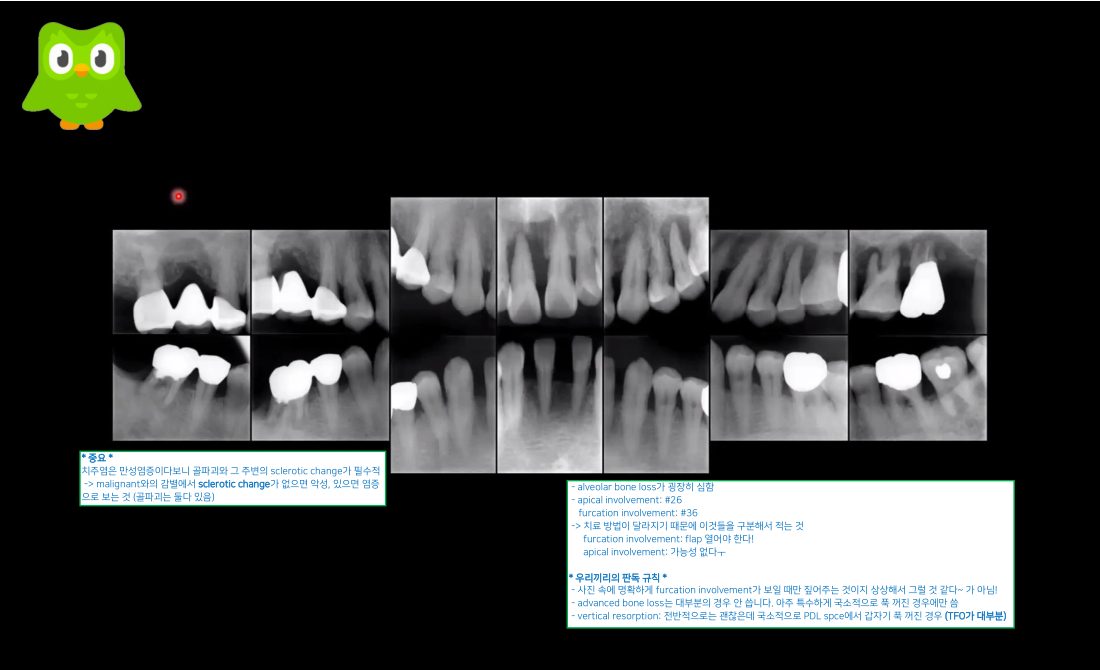 * 중요 *
치주염은 만성염증이다보니 골파괴와 그 주변의 sclerotic change가 필수적
-> malignant와의 감별에서 sclerotic change가 없으면 악성, 있으면 염증
으로 보는 것 (골파괴는 둘다 있음)
- alveolar bone loss가 굉장히 심함
- apical involvement: #26
furcation involvement: #36
-> 치료 방법이 달라지기 때문에 이것들을 구분해서 적는 것
furcation involvement: flap 열어야 한다!
apical involvement: 가능성 없다ㅜ
* 우리끼리의 판독 규칙 *
- 사진 속에 명확하게 furcation involvement가 보일 때만 짚어주는 것이지 상상해서 그럴 것 같다~ 가 아님!
- advanced bone loss는 대부분의 경우 안 씁니다. 아주 특수하게 국소적으로 푹 꺼진 경우에만 씀
- vertical resorption: 전반적으로는 괜찮은데 국소적으로 PDL spce에서 갑자기 푹 꺼진 경우 (TFO가 대부분)